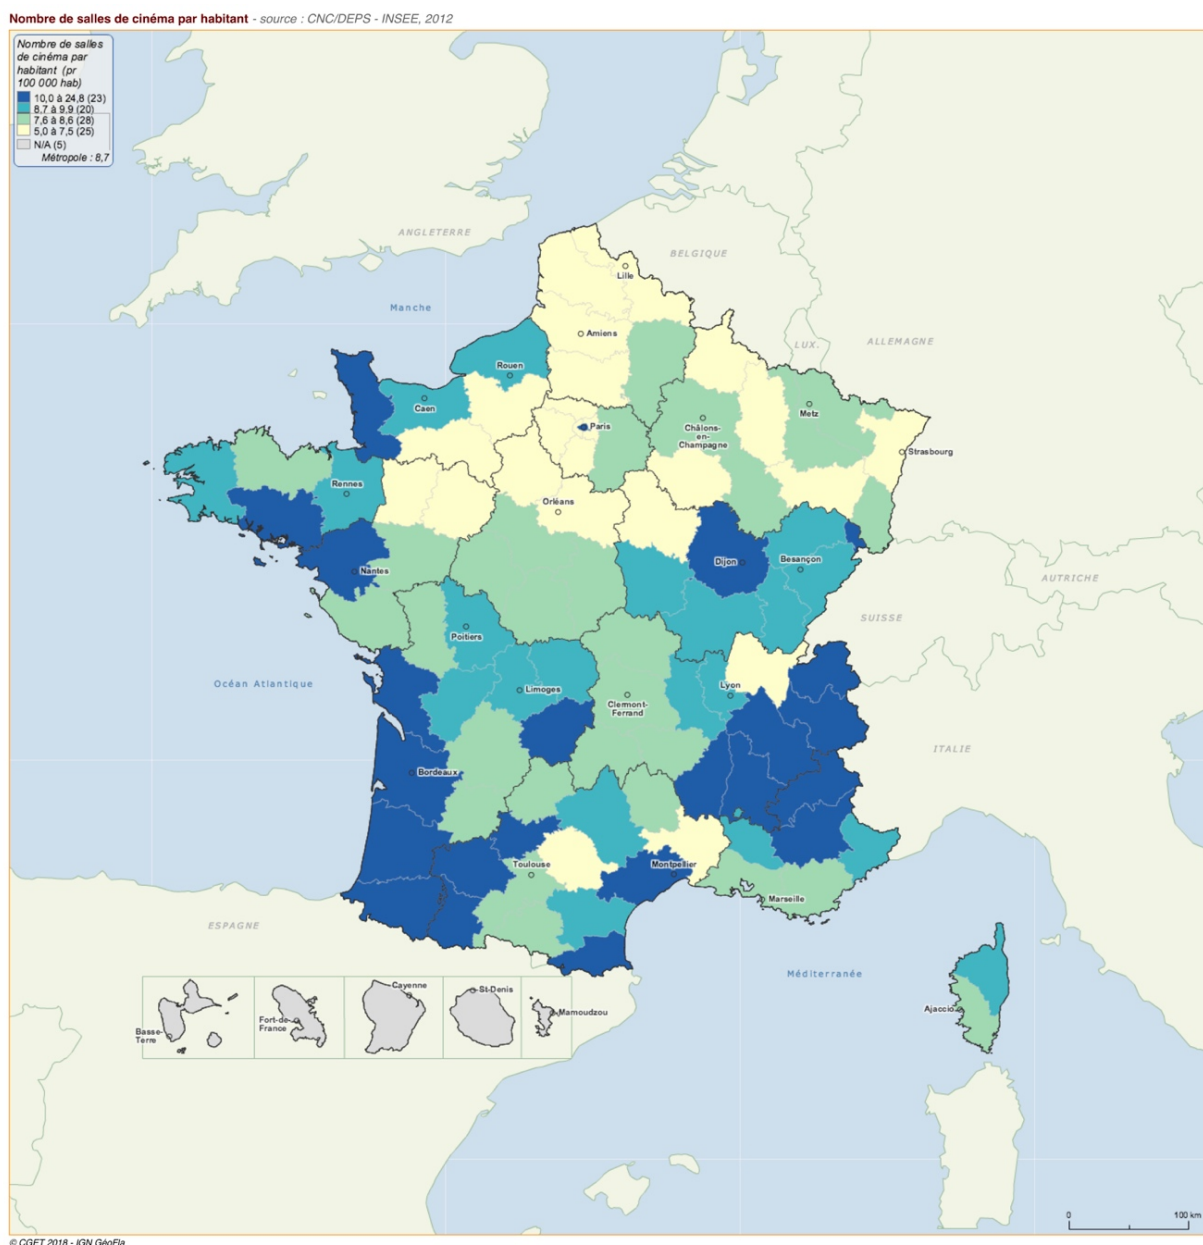 Nombre de salles de cinéma par habitant - source : CNC/DEPS - INSEE, 2012
Nombre de salles
de cinéma par
habitant (pr
100 000 hab)
10,0 à 24,8 (23)
8,7 à 9,9 (20)
7,6 à 8,6 (28)
5,0 à 7,5 (25)
N/A (5)
Métropole : 8,7
ANGLETERRE
BELGIQUE
Lille
Manche
Amiens
LUX.
ALLEMAGNE
Rouen
Caen
Metz
Paris
Châlons-
en-
Champagne
Strasbourg
Rennes
Orléans
Dijon
Besançon
Nantes
AUTRICHE
SUISSE
Poitiers
Océan Atlantique
Limoges
Lyon
Clermont-
Ferrand
ITALIE
Bordeaux
Toulouse
Montpellier
Marseille
ESPAGNE
Méditerranée
Cayenne
St-Denis
Basse-
Terre
Fort-de-
France
Mamoudzou
Ajaccio
0
100 km
© CGET 2018 - IGN GéoFla